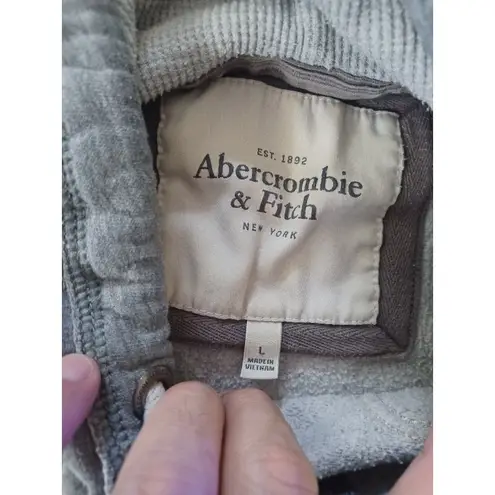 EST. 1892
Abercrombie
& Fitch
NEW YORK
L
MADE IN
VIETNAM